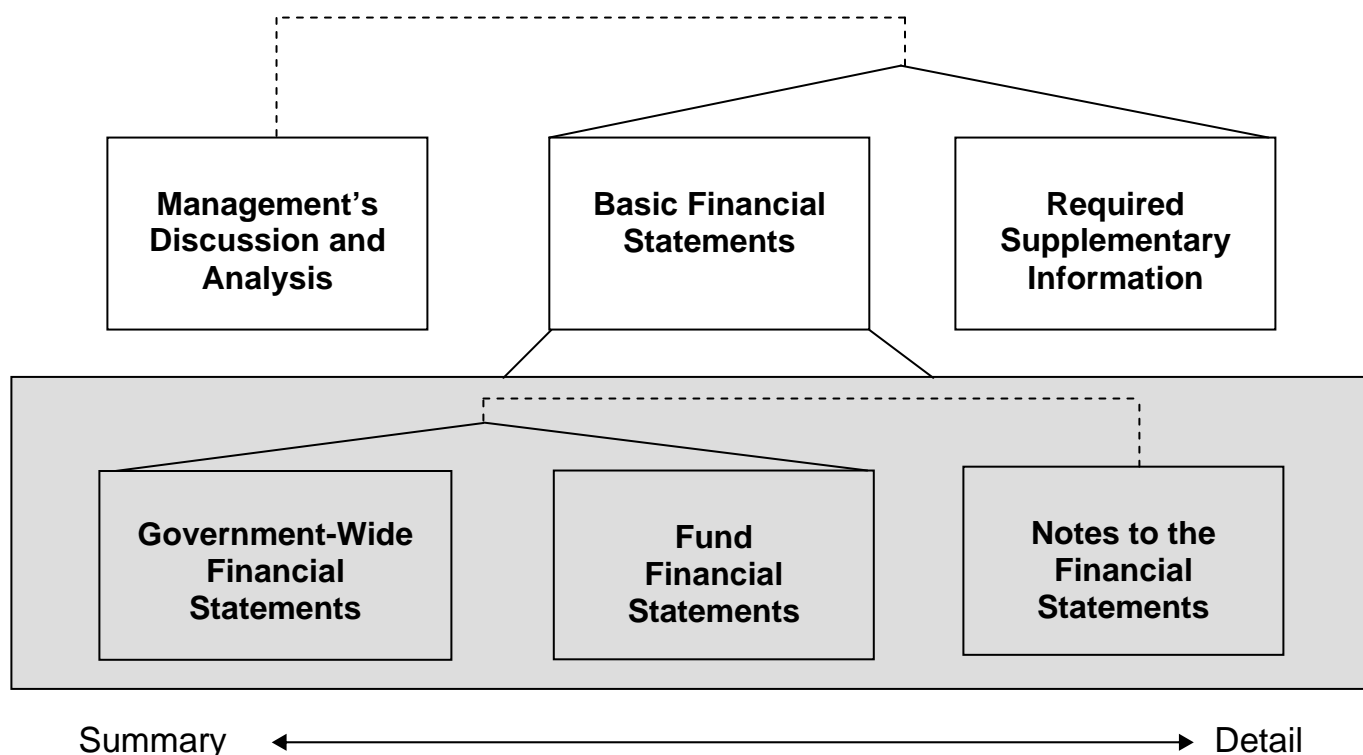 Management’s
Discussion and
Analysis
Basic Financial
Statements
Required
Supplementary
Information
Government-Wide
Financial
Statements
Fund
Financial
Statements
Notes to the
Financial
Statements
Summary
Detail